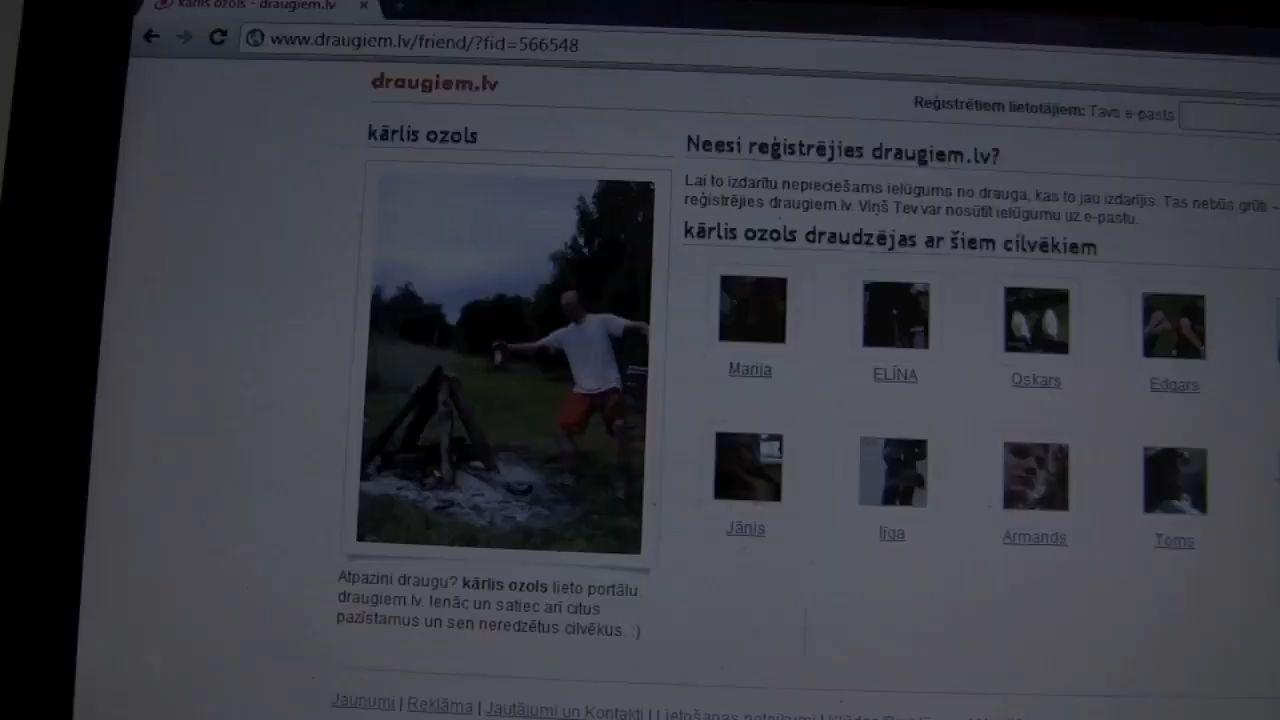 kārlis ozols - draugiem.lv
www.draugiem.lv/friend/?fid=566548
draugiem.lv
Reģistrētiem lietotājiem: Tavs e-pasts
kārlis ozols
Neesi reģistrējies draugiem.lv?
Lai to izdarītu nepieciešams ielūgums no drauga, kas to jau izdarījis. Tas nebūs grūti -
reģistrējies draugiem.lv. Viņš Tev var nosūtīt ielūgumu uz e-pastu.
kārlis ozols draudzējas ar šiem cilvēkiem
Marija ELĪNA Oskars Edgars
Jānis līga Armands Toms
Atpazini draugu? kārlis ozols lieto portālu
draugiem.lv. Ienāc un satiec arī citus
pazīstamus un sen neredzētus cilvēkus. :)
Jaunumi | Reklāma | Jautājumi un Kontakti | Lietošanas noteikumi |